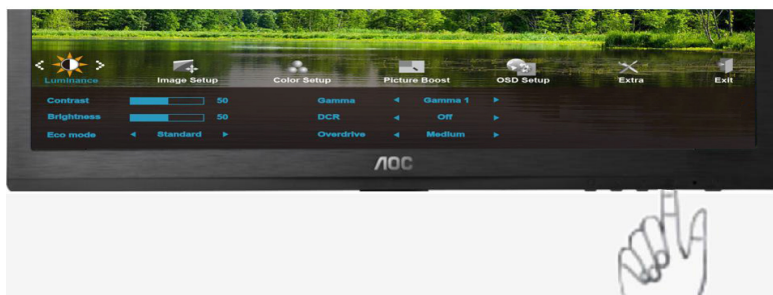 < Luminance > Image Setup Color Setup Picture Boost OSD Setup Extra Exit
Contrast 50 Gamma Gamma 1
Brightness 50 DCR Off
Eco mode Standard Overdrive Medium
AOC